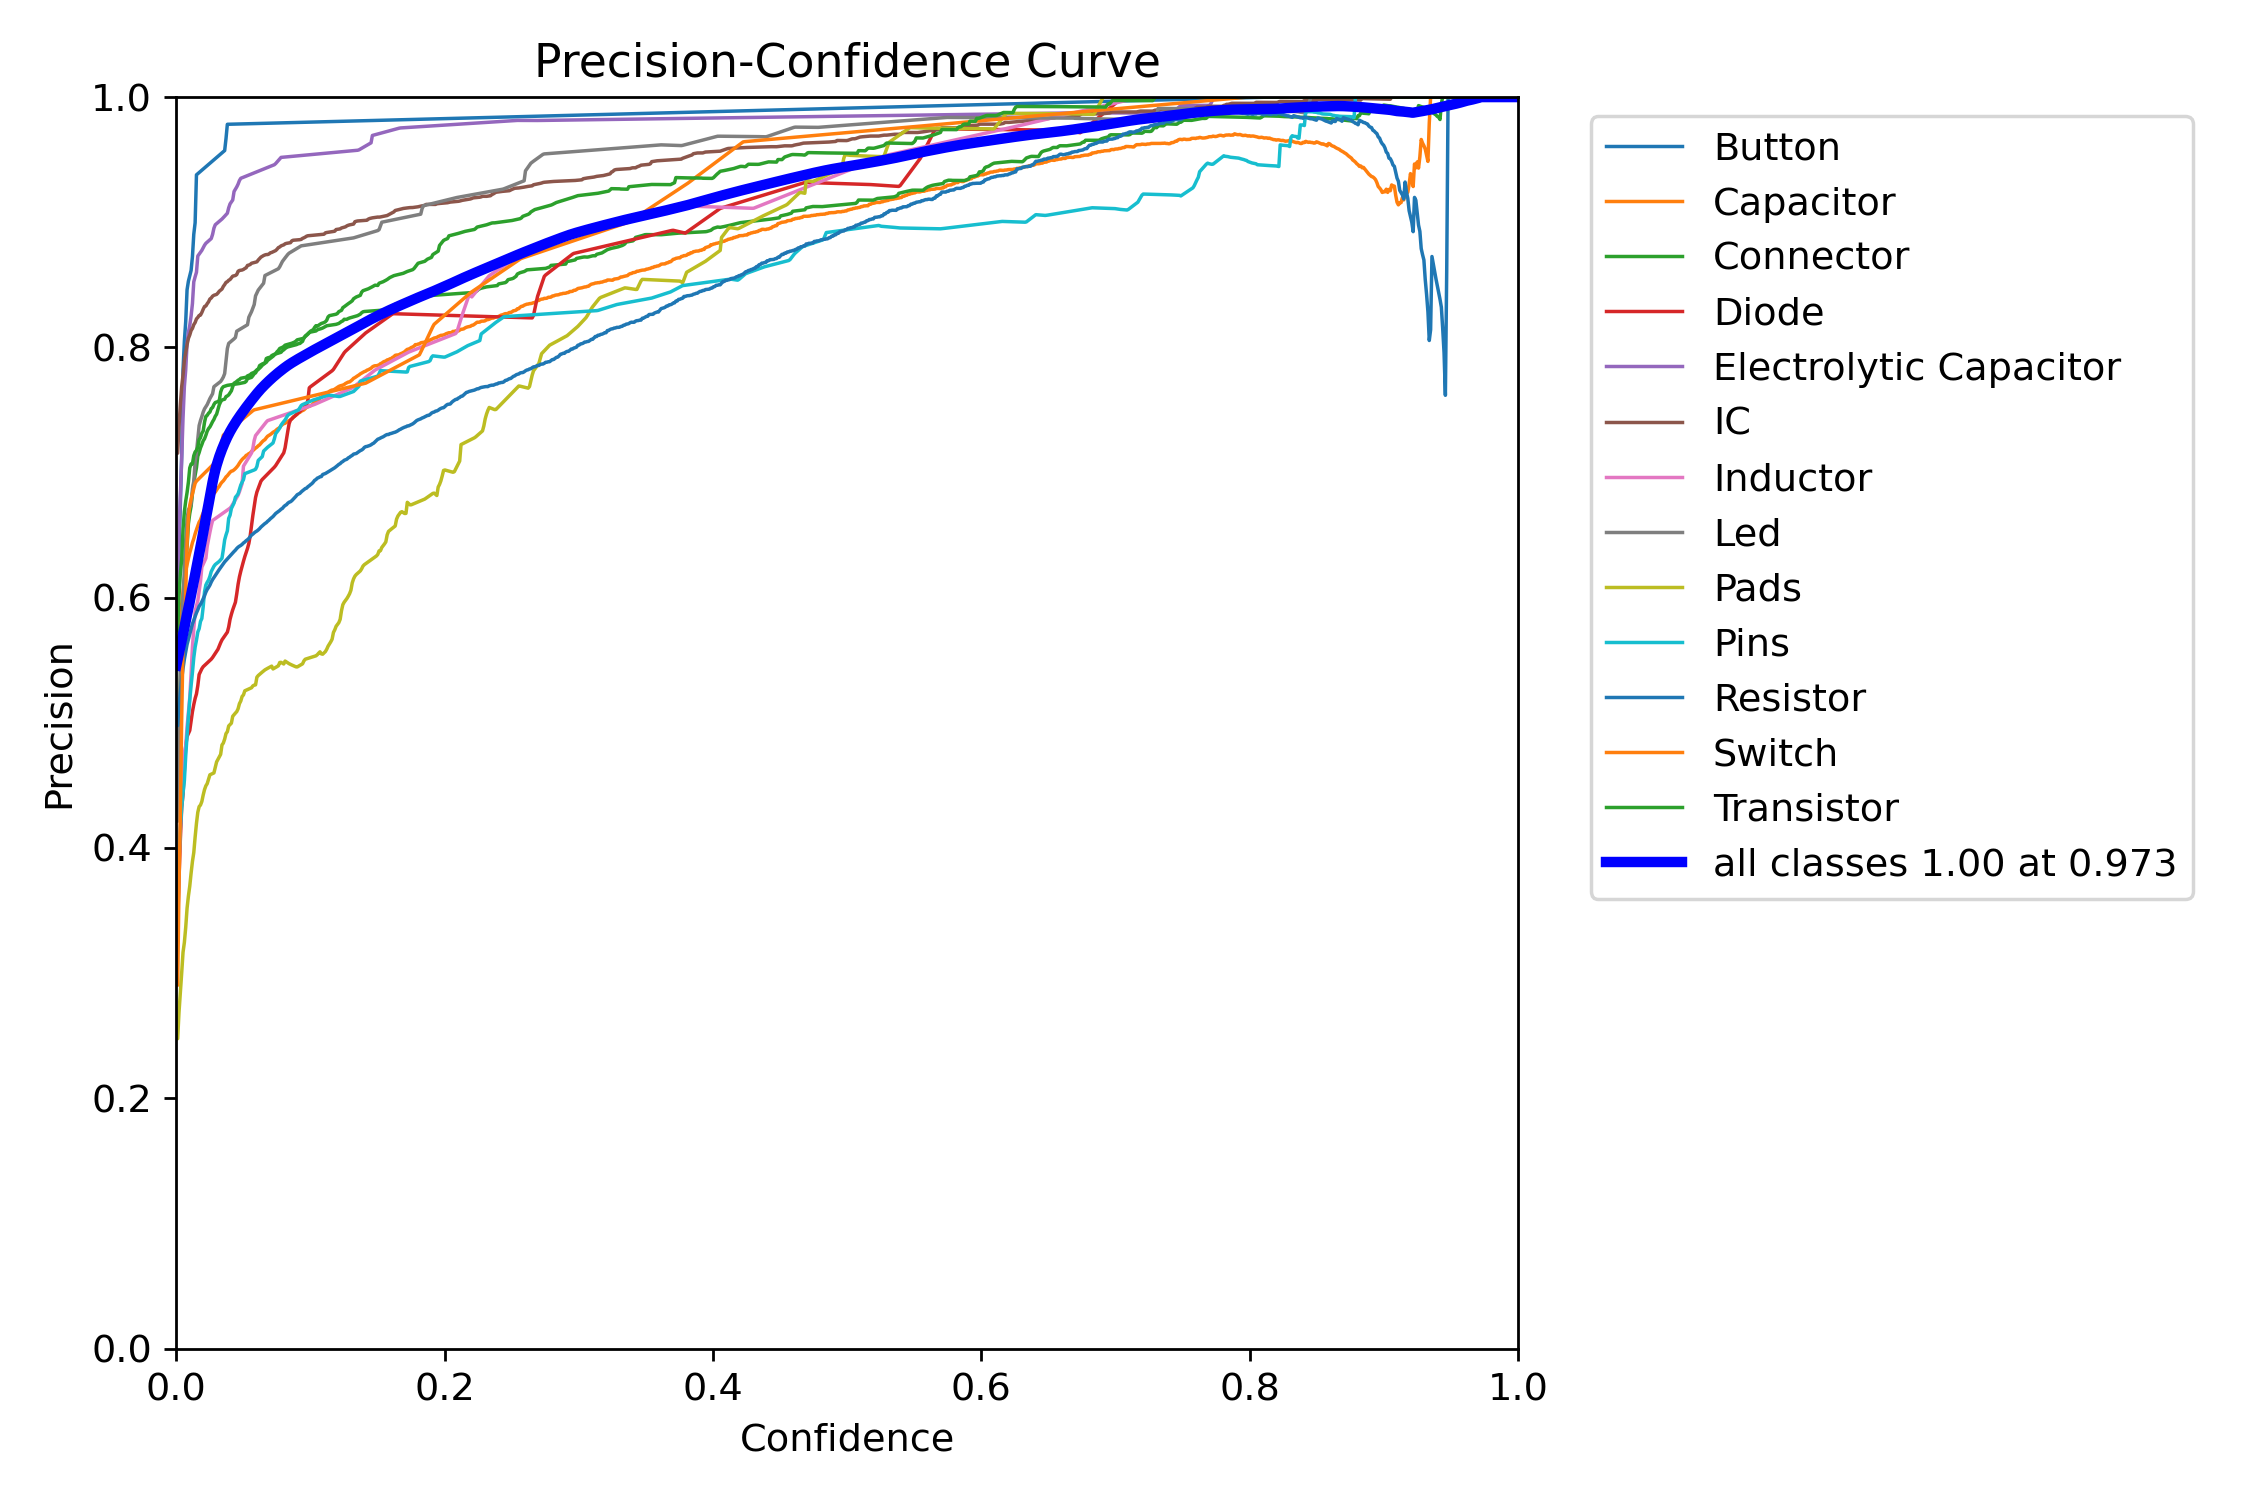 Precision-Confidence Curve
1.0
0.8
0.6
0.4
0.2
0.0
Precision
0.0 0.2 0.4 0.6 0.8 1.0
Confidence
Button
Capacitor
Connector
Diode
Electrolytic Capacitor
IC
Inductor
Led
Pads
Pins
Resistor
Switch
Transistor
all classes 1.00 at 0.973